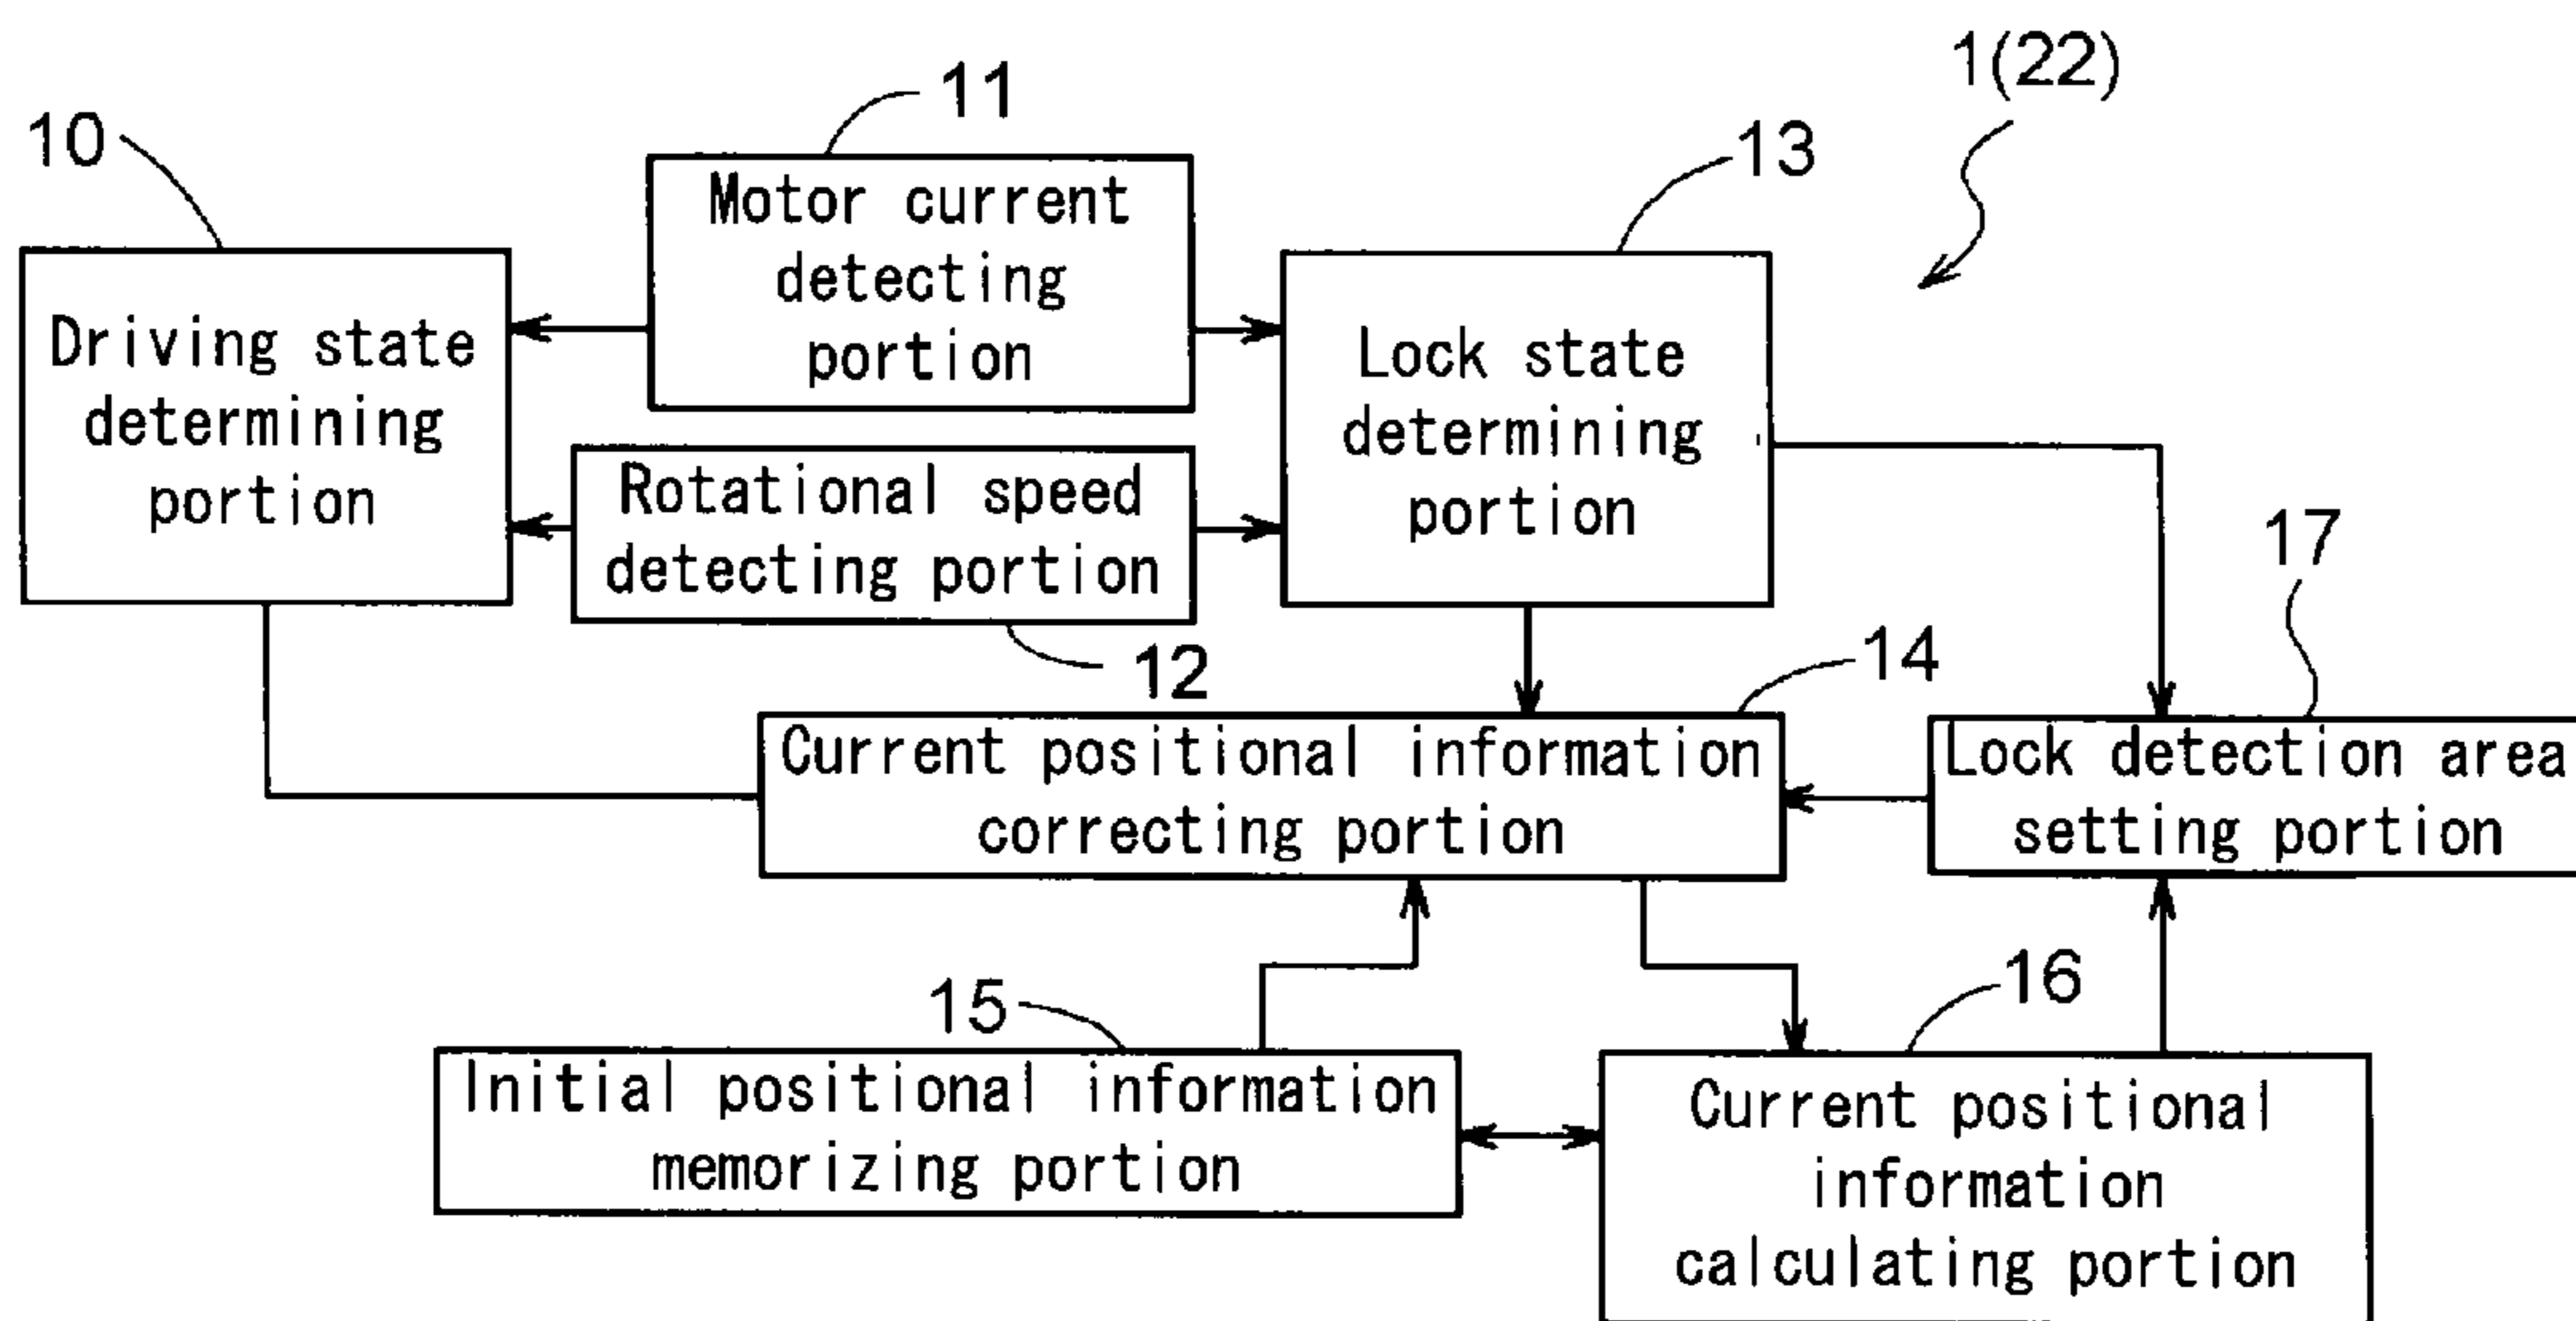 1(22)
10
11
Motor current
detecting
portion
13
Driving state
determining
portion
Lock state
determining
portion
Rotational speed
detecting portion
12
17
14
Current positional information
correcting portion
Lock detection area
setting portion
15
16
Initial positional information
memorizing portion
Current positional
information
calculating portion